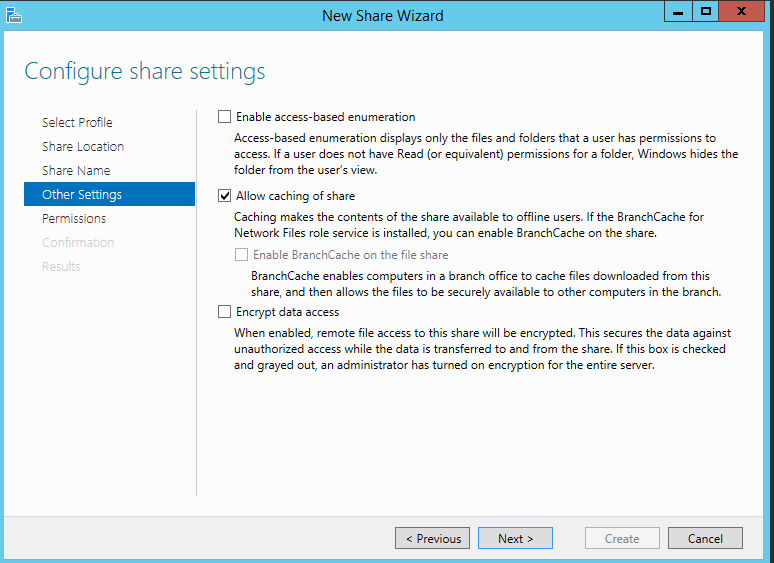 New Share Wizard
Configure share settings
Select Profile
Share Location
Share Name
Other Settings
Permissions
Confirmation
Results
Enable access-based enumeration
Access-based enumeration displays only the files and folders that a user has permissions to
access. If a user does not have Read (or equivalent) permissions for a folder, Windows hides the
folder from the user's view.
Allow caching of share
Caching makes the contents of the share available to offline users. If the BranchCache for
Network Files role service is installed, you can enable BranchCache on the share.
Enable BranchCache on the file share
BranchCache enables computers in a branch office to cache files downloaded from this
share, and then allows the files to be securely available to other computers in the branch.
Encrypt data access
When enabled, remote file access to this share will be encrypted. This secures the data against
unauthorized access while the data is transferred to and from the share. If this box is checked
and grayed out, an administrator has turned on encryption for the entire server.
< Previous
Next >
Create
Cancel